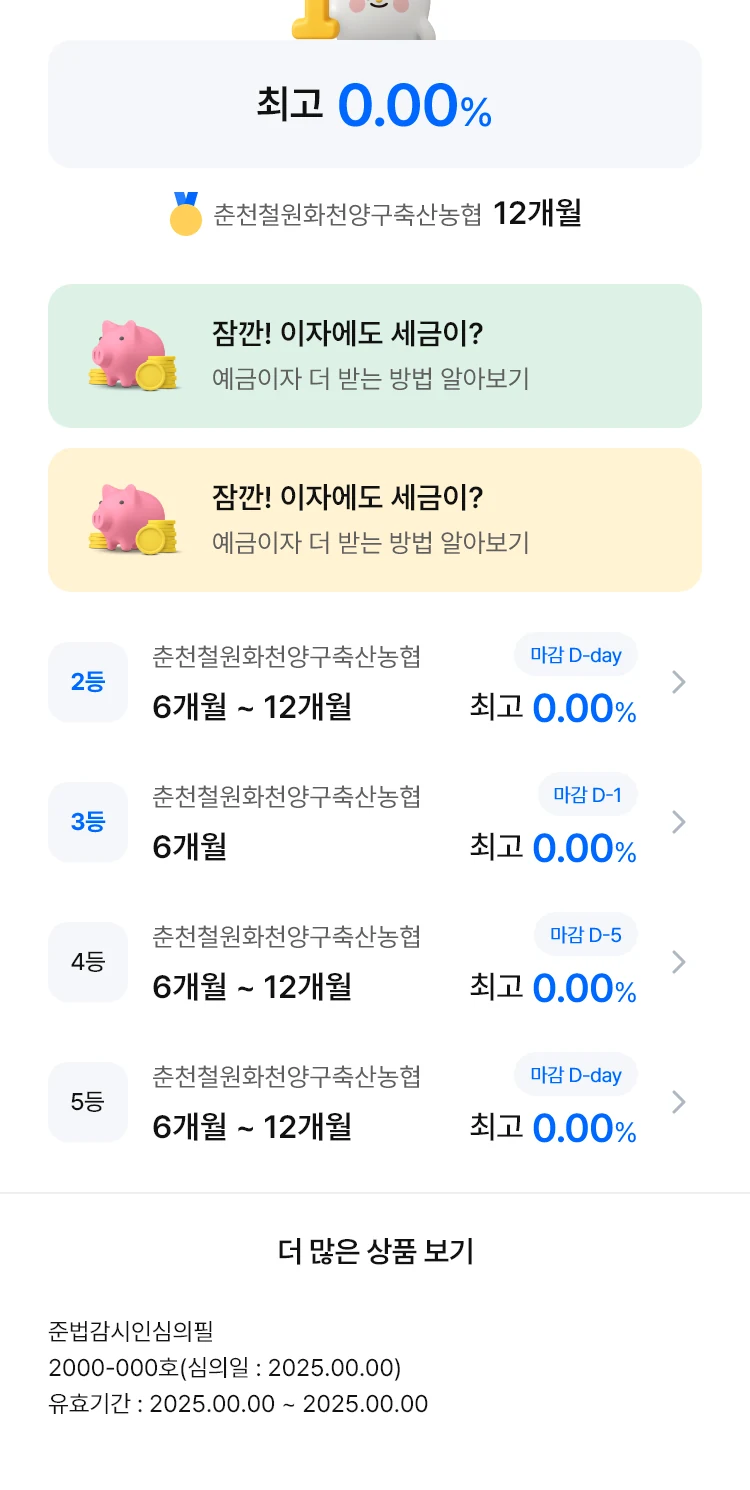 최고 0.00%
춘천철원화천양구축산농협 12개월
잠깐! 이자에도 세금이?
예금이자 더 받는 방법 알아보기
잠깐! 이자에도 세금이?
예금이자 더 받는 방법 알아보기
2등
춘천철원화천양구축산농협
마감 D-day
6개월 ~ 12개월
최고 0.00%
3등
춘천철원화천양구축산농협
마감 D-1
6개월
최고 0.00%
4등
춘천철원화천양구축산농협
마감 D-5
6개월 ~ 12개월
최고 0.00%
5등
춘천철원화천양구축산농협
마감 D-day
6개월 ~ 12개월
최고 0.00%
더 많은 상품 보기
준법감시인심의필
2000-000호(심의일 : 2025.00.00)
유효기간 : 2025.00.00 ~ 2025.00.00